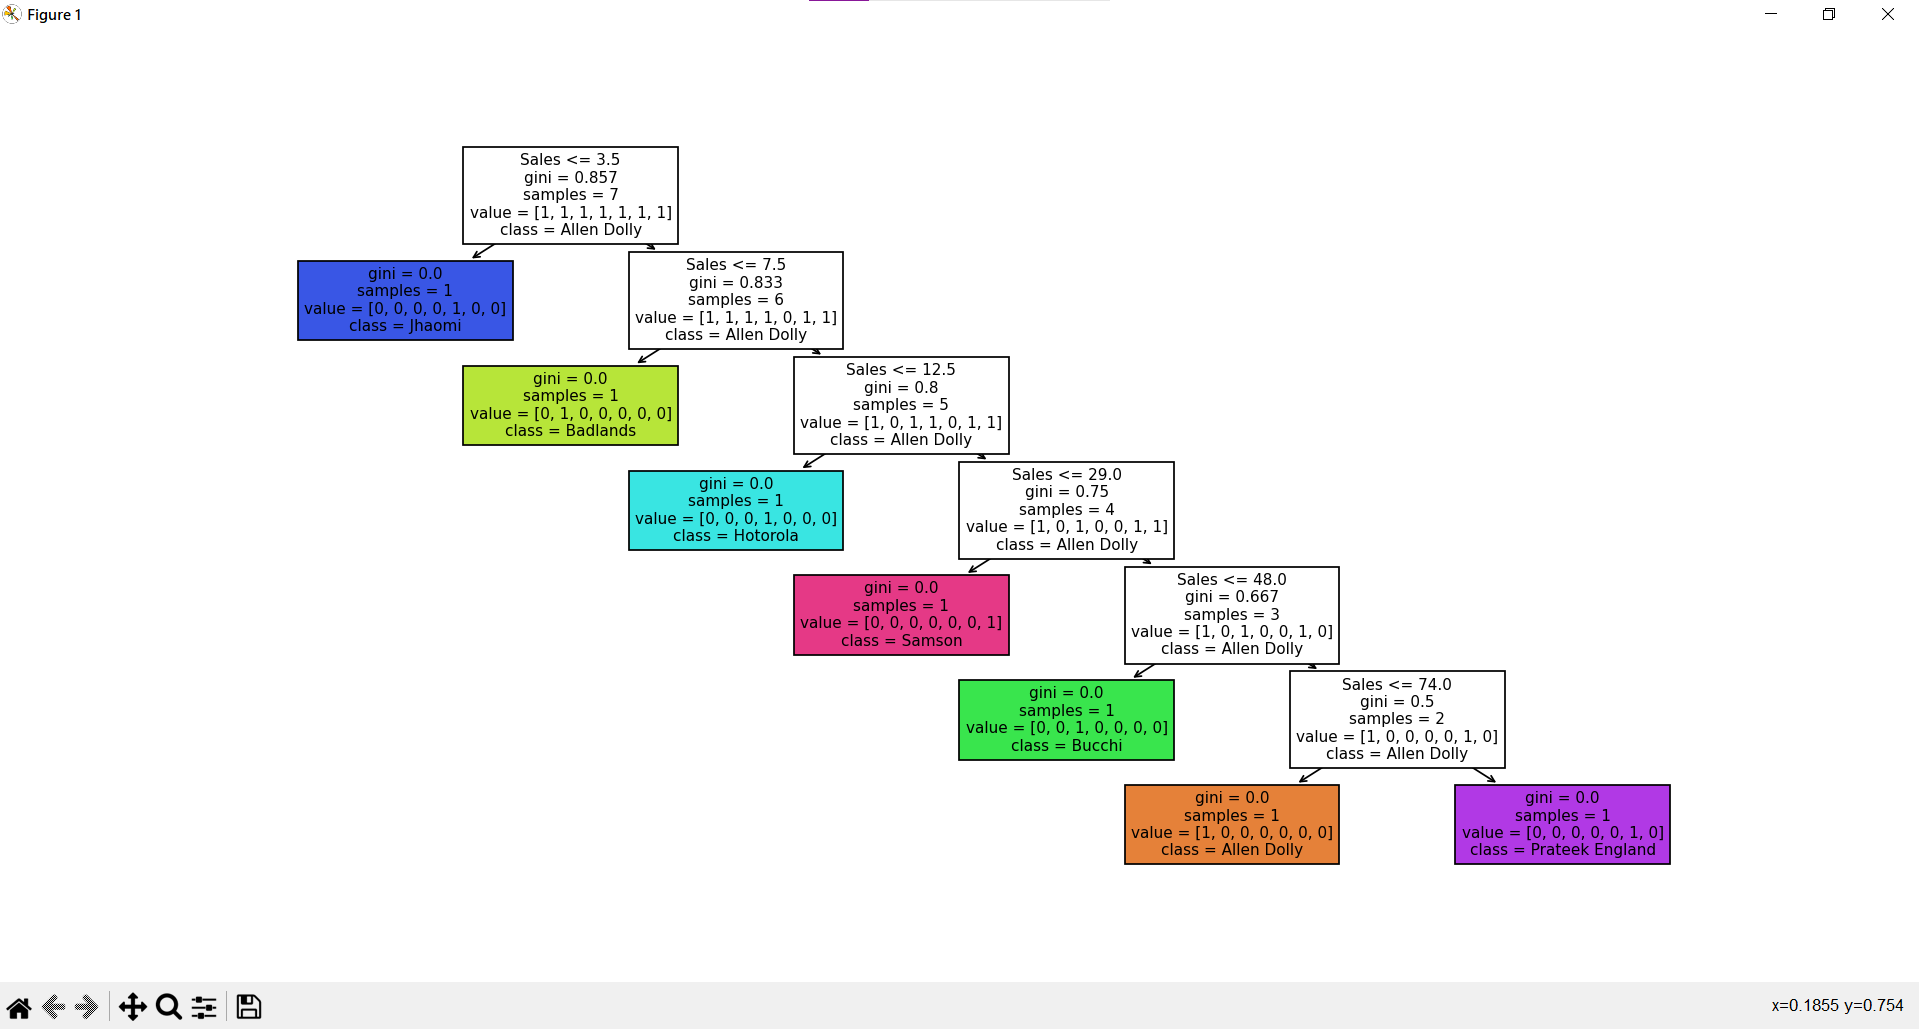 Figure 1
Sales <= 3.5
gini = 0.857
samples = 7
value = [1, 1, 1, 1, 1, 1, 1]
class = Allen Dolly
gini = 0.0
samples = 1
value = [0, 0, 0, 0, 1, 0, 0]
class = Jhaomi
Sales <= 7.5
gini = 0.833
samples = 6
value = [1, 1, 1, 1, 0, 1, 1]
class = Allen Dolly
gini = 0.0
samples = 1
value = [0, 1, 0, 0, 0, 0, 0]
class = Badlands
Sales <= 12.5
gini = 0.8
samples = 5
value = [1, 0, 1, 1, 0, 1, 1]
class = Allen Dolly
gini = 0.0
samples = 1
value = [0, 0, 0, 1, 0, 0, 0]
class = Hotorola
Sales <= 29.0
gini = 0.75
samples = 4
value = [1, 0, 1, 0, 0, 1, 1]
class = Allen Dolly
gini = 0.0
samples = 1
value = [0, 0, 0, 0, 0, 0, 1]
class = Samson
Sales <= 48.0
gini = 0.667
samples = 3
value = [1, 0, 1, 0, 0, 1, 0]
class = Allen Dolly
gini = 0.0
samples = 1
value = [0, 0, 1, 0, 0, 0, 0]
class = Bucchi
Sales <= 74.0
gini = 0.5
samples = 2
value = [1, 0, 0, 0, 0, 1, 0]
class = Allen Dolly
gini = 0.0
samples = 1
value = [1, 0, 0, 0, 0, 0, 0]
class = Allen Dolly
gini = 0.0
samples = 1
value = [0, 0, 0, 0, 0, 1, 0]
class = Prateek England
x=0.1855 y=0.754